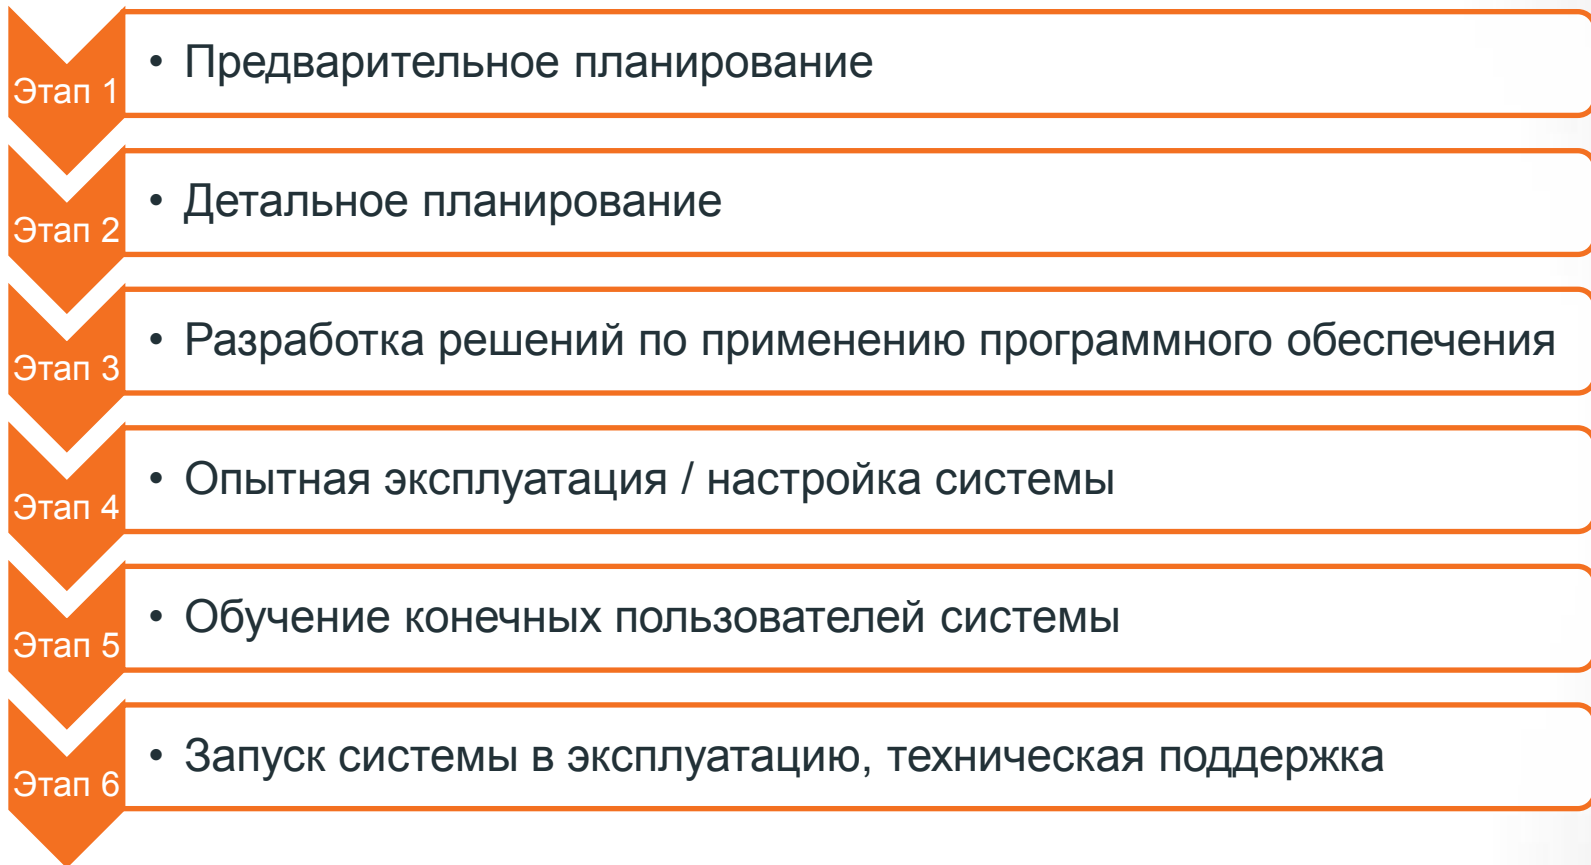 Этап 1
• Предварительное планирование
Этап 2
• Детальное планирование
Этап 3
• Разработка решений по применению программного обеспечения
Этап 4
• Опытная эксплуатация / настройка системы
Этап 5
• Обучение конечных пользователей системы
Этап 6
• Запуск системы в эксплуатацию, техническая поддержка